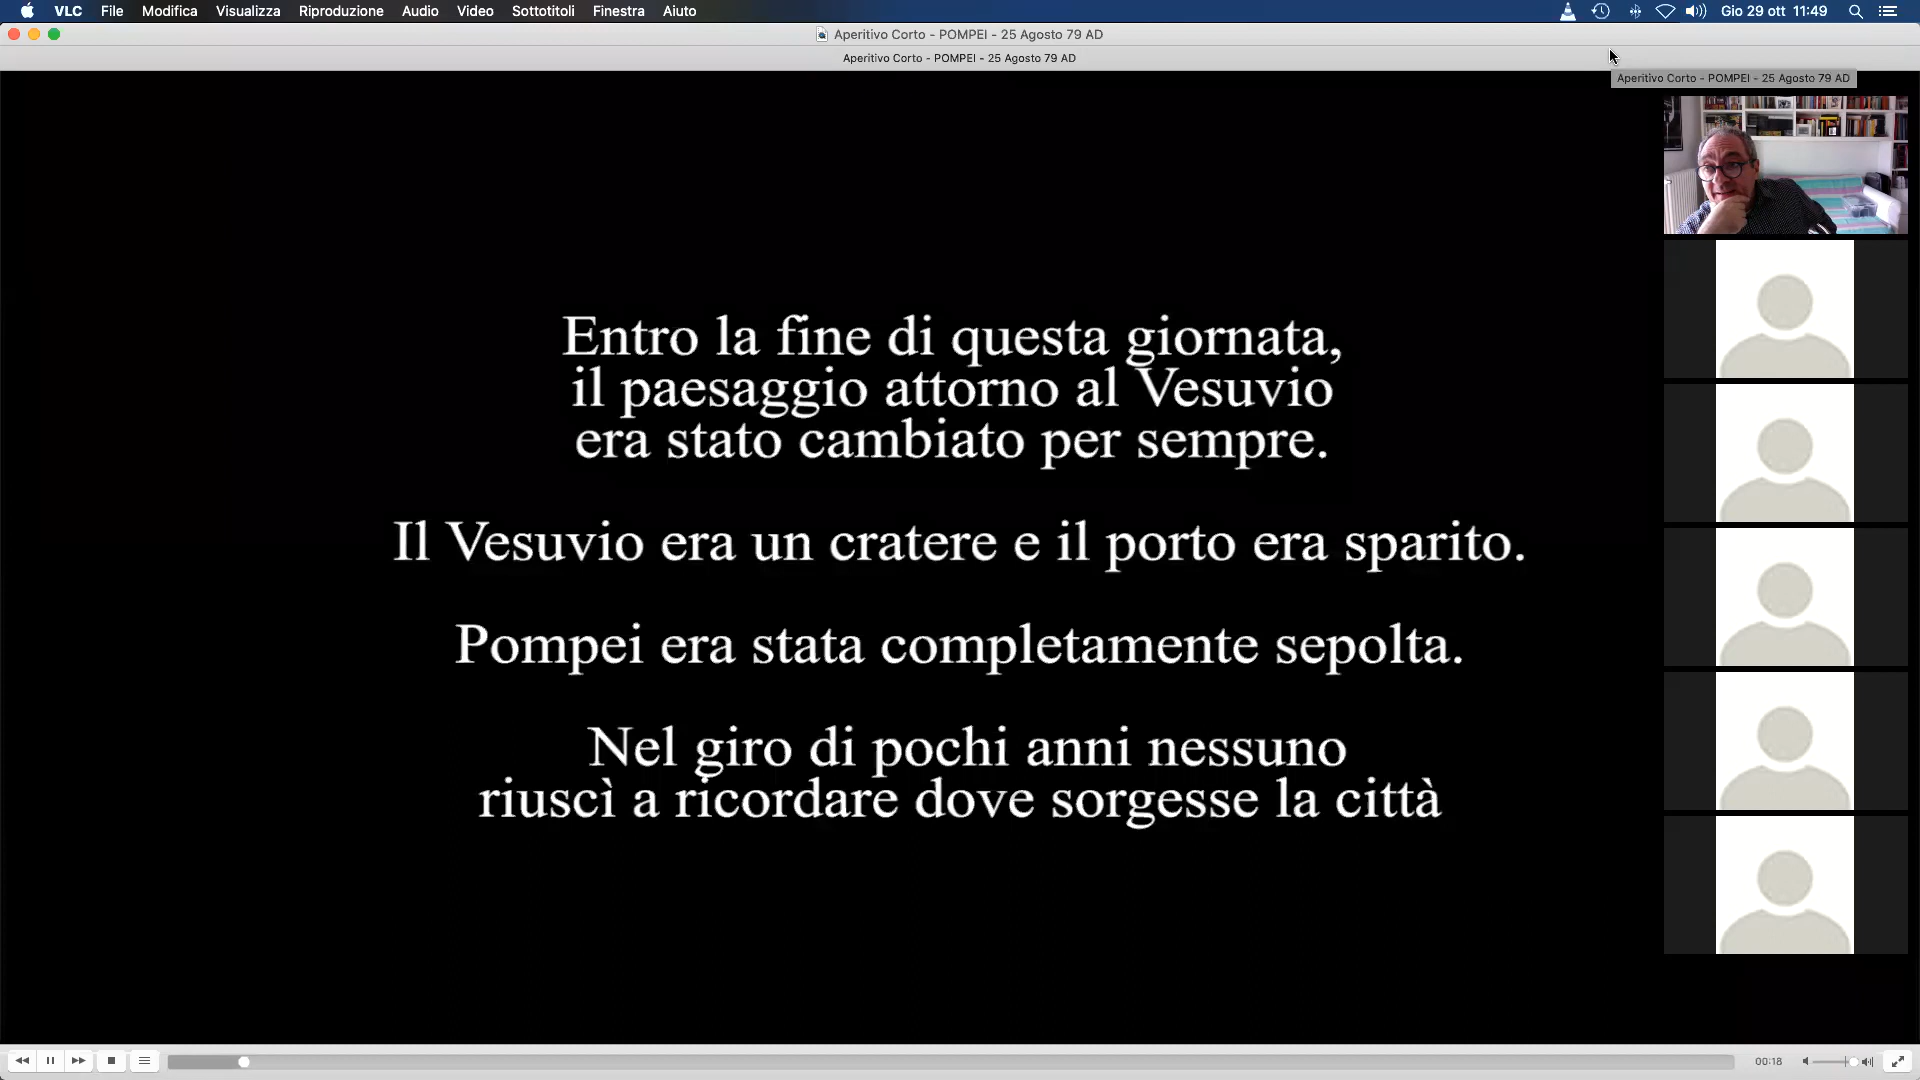 VLC File Modifica Visualizza Riproduzione Audio Video Sottotitoli Finestra Aiuto Gio 29 ott 11:49
Aperitivo Corto - POMPEI - 25 Agosto 79 AD
Aperitivo Corto - POMPEI - 25 Agosto 79 AD
Aperitivo Corto - POMPEI - 25 Agosto 79 AD
Entro la fine di questa giornata,
il paesaggio attorno al Vesuvio
era stato cambiato per sempre.
Il Vesuvio era un cratere e il porto era sparito.
Pompei era stata completamente sepolta.
Nel giro di pochi anni nessuno
riuscì a ricordare dove sorgesse la città
00:18